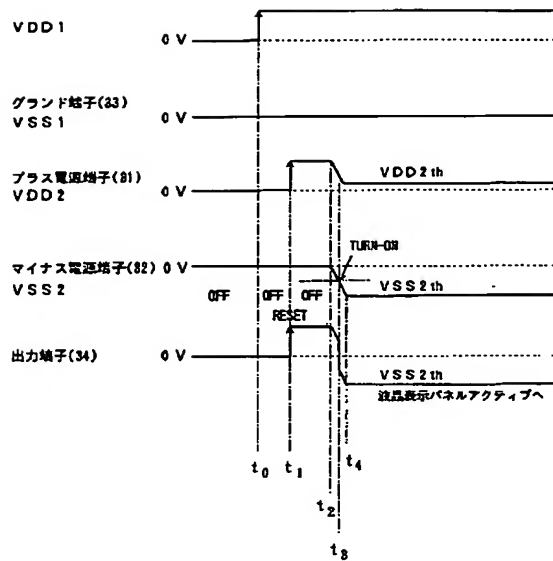 VDD1
0 V
グランド端子(33)
VSS1
0 V
プラス電源端子(31)
VDD2
0 V
VDD2th
TURN-ON
マイナス電源端子(32)
VSS2
0 V
VSS2th
OFF
OFF
OFF
RESET
出力端子(34)
0 V
VSS2th
液晶表示パネルアクティブへ
t0
t1
t2
t3
t4